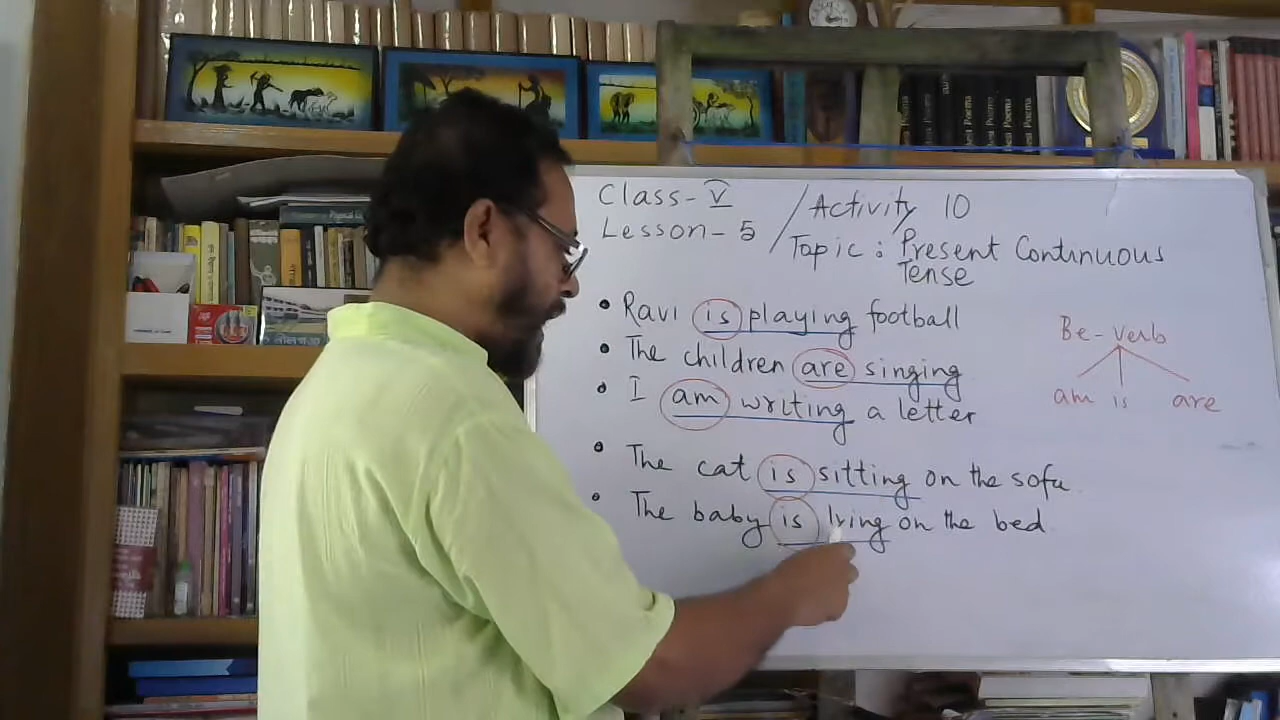 Class - V
Lesson - 5
/ Activity 10
Topic : Present Continuous
Tense
• Ravi is playing football
• The children are singing
• I am writing a letter
• The cat is sitting on the sofa.
• The baby is lying on the bed
Be - verb
am is are